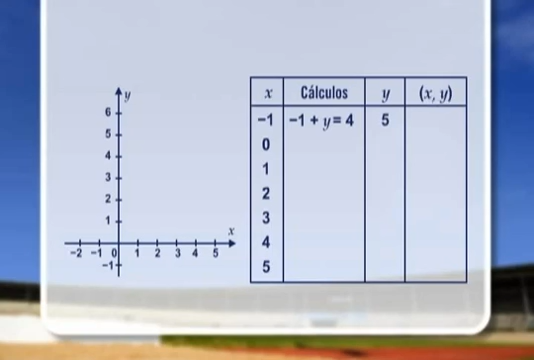 y
6
5
4
3
2
1
x
−2 −1 0 1 2 3 4 5
−1
x Cálculos y (x, y)
−1 −1 + y = 4 5
0
1
2
3
4
5